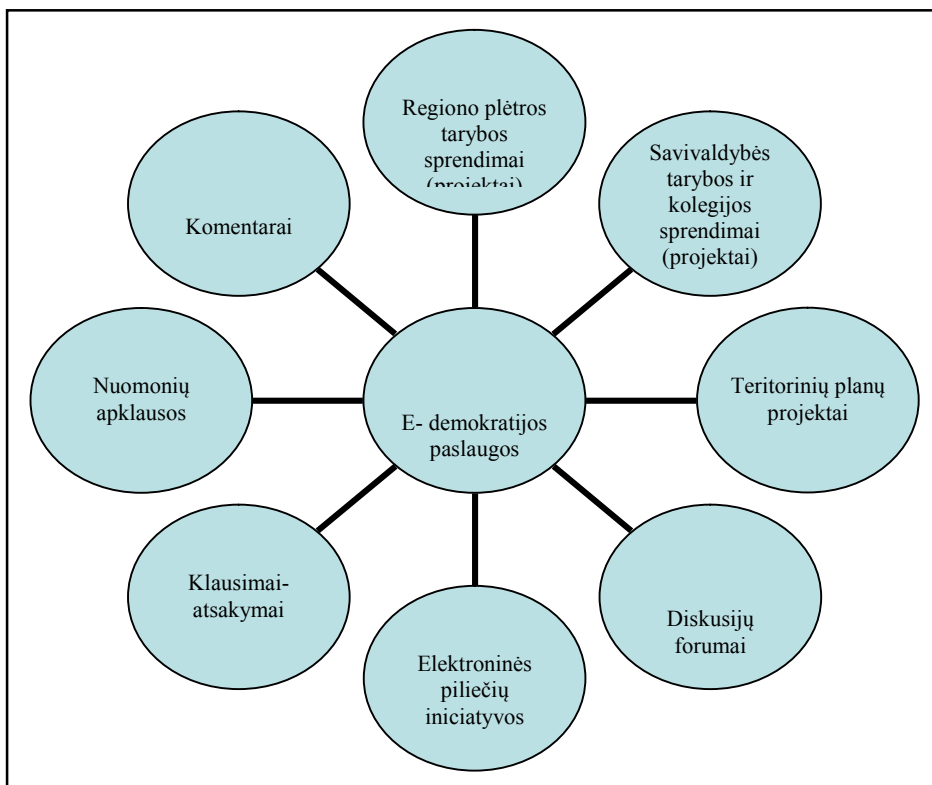 Regiono plėtros
tarybos
sprendimai
(projektai)
Savivaldybės
tarybos ir
kolegijos
sprendimai
(projektai)
Teritorinių planų
projektai
Diskusijų
forumai
Elektroninės
piliečių
iniciatyvos
Klausimai-
atsakymai
Nuomonių
apklausos
Komentarai
E- demokratijos
paslaugos